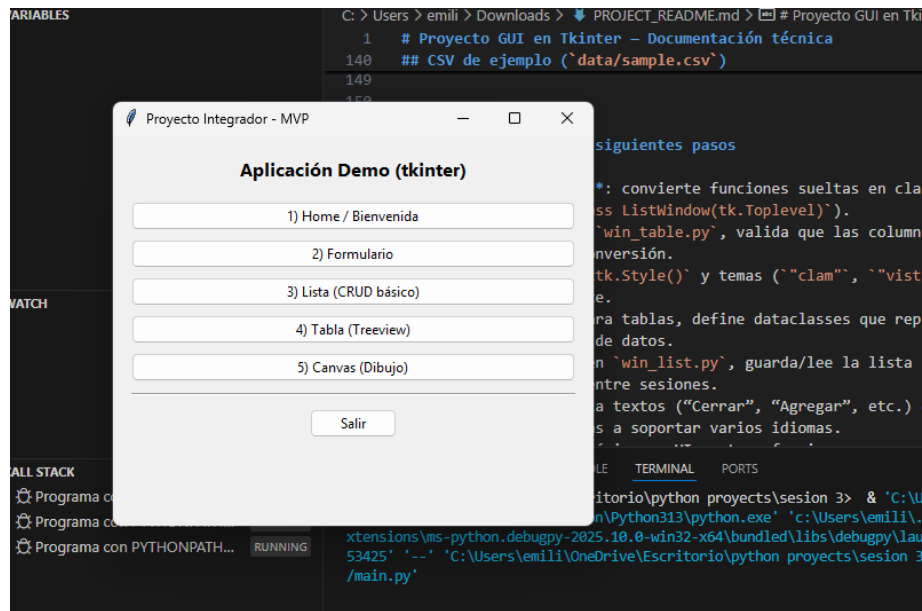 ARIABLES
C: > Users > emili > Downloads > PROJECT_README.md > # Proyecto GUI en Tki
1 # Proyecto GUI en Tkinter – Documentación técnica
140 ## CSV de ejemplo (`data/sample.csv`)
149
150
Proyecto Integrador - MVP
Aplicación Demo (tkinter)
1) Home / Bienvenida
2) Formulario
3) Lista (CRUD básico)
4) Tabla (Treeview)
5) Canvas (Dibujo)
Salir
siguientes pasos
*: convierte funciones sueltas en cla
ss ListWindow(tk.Toplevel)`).
`win_table.py`, valida que las column
nversión.
tk.Style()` y temas (`"clam"`, `"vist
e.
ra tablas, define dataclasses que rep
de datos.
n `win_list.py`, guarda/lee la lista
ntre sesiones.
a textos (“Cerrar”, “Agregar”, etc.)
s a soportar varios idiomas.
WATCH
ALL STACK
Programa co
Programa con PYTHONPATH... RUNNING
LE TERMINAL PORTS
ritorio\python proyects\sesion 3> & 'C:\U
n\Python313\python.exe' 'c:\Users\emili\.
xtensions\ms-python.debugpy-2025.10.0-win32-x64\bundled\libs\debugpy\lau
53425' '--' 'C:\Users\emili\OneDrive\Escritorio\python proyects\sesion 3
/main.py'